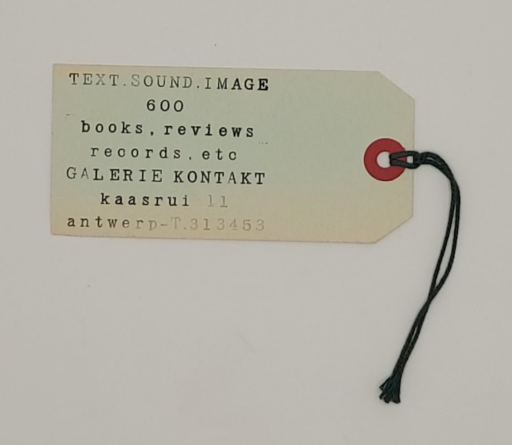 TEXT.SOUND.IMAGE
600
books,reviews
records,etc
GALERIE KONTAKT
kaasrui 11
antwerp-T.313453